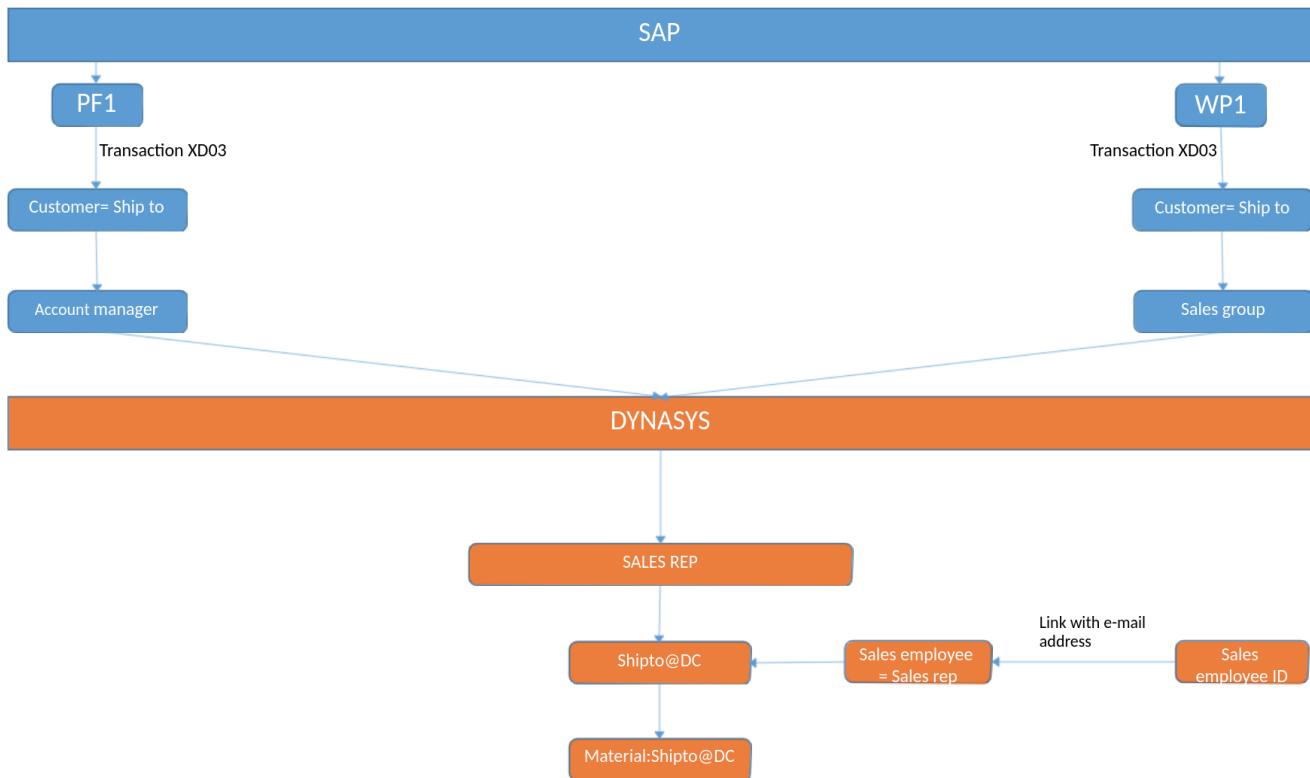 SAP
PF1
WP1
Transaction XD03
Transaction XD03
Customer= Ship to
Customer= Ship to
Account manager
Sales group
DYNASYS
SALES REP
Link with e-mail
address
Shipto@DC
Sales employee
= Sales rep
Sales
employee ID
Material:Shipto@DC